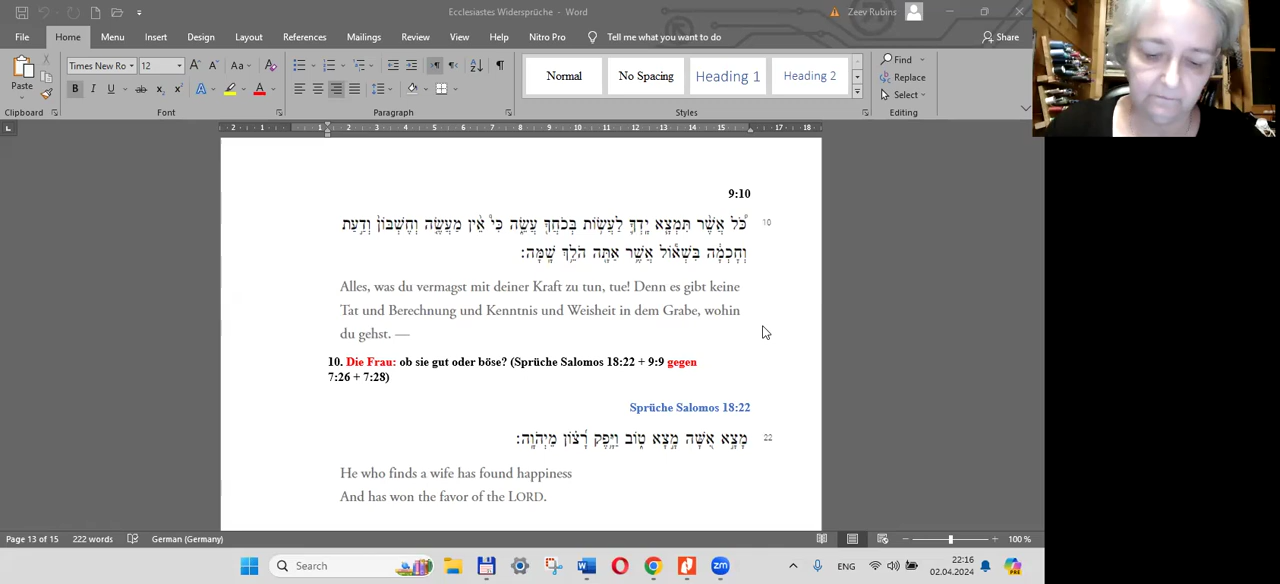 Ecclesiastes Widersprüche - Word
Zeev Rubins
File Home Menu Insert Design Layout References Mailings Review View Help Nitro Pro Tell me what you want to do Share
Paste
Clipboard
Times New Ro 12
Font
Paragraph
Normal
No Spacing
Heading 1
Heading 2
Styles
Find
Replace
Select
Editing
9:10
10 כֹּ֠ל אֲשֶׁ֨ר תִּמְצָ֧א יָֽדְךָ֛ לַעֲשׂ֥וֹת בְּכֹחֲךָ֖ עֲשֵׂ֑ה כִּי֩ אֵ֨ין מַעֲשֶׂ֤ה וְחֶשְׁבּוֹן֙ וְדַ֣עַת
וְחָכְמָ֔ה בִּשְׁא֕וֹל אֲשֶׁ֥ר אַתָּ֖ה הֹלֵ֥ךְ שָֽׁמָּה׃
Alles, was du vermagst mit deiner Kraft zu tun, tue! Denn es gibt keine
Tat und Berechnung und Kenntnis und Weisheit in dem Grabe, wohin
du gehst. —
10. Die Frau: ob sie gut oder böse? (Sprüche Salomos 18:22 + 9:9 gegen
7:26 + 7:28)
Sprüche Salomos 18:22
22 מָצָ֣א אִ֭שָּׁה מָ֣צָא ט֑וֹב וַיָּ֥פֶק רָ֝צ֗וֹן מֵיְהֹוָֽה׃
He who finds a wife has found happiness
And has won the favor of the LORD.
Page 13 of 15 222 words German (Germany) 100 %
Search
ENG
22:16
02.04.2024